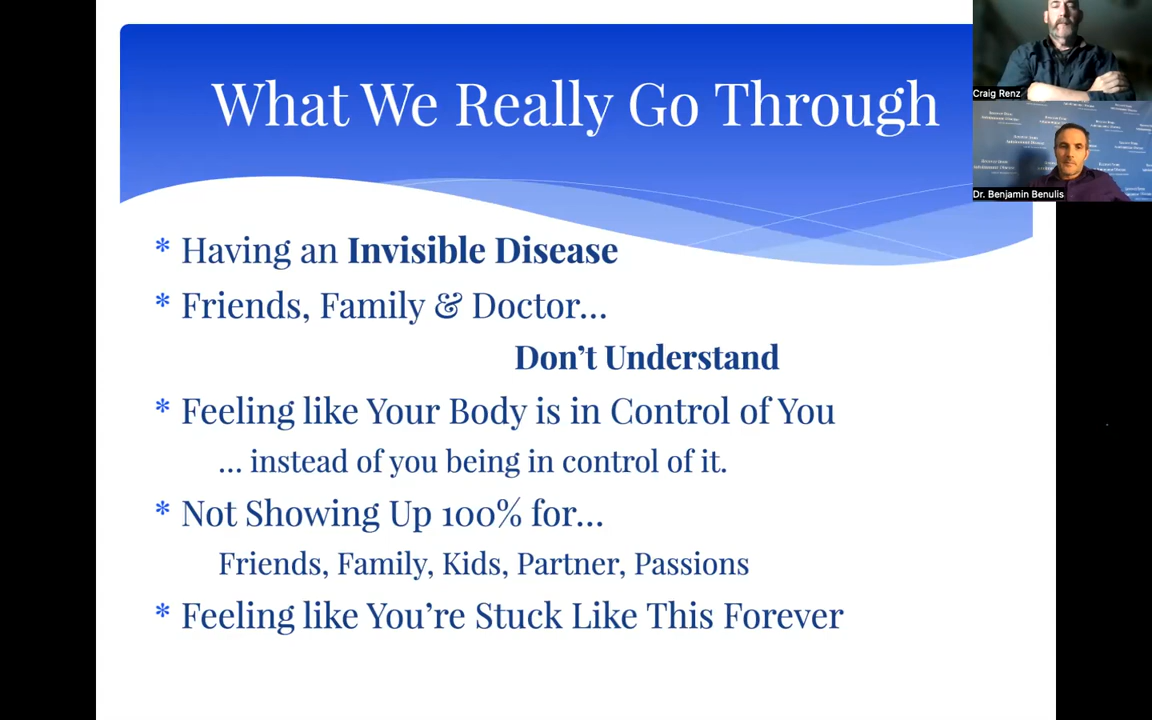 What We Really Go Through
Craig Renz
Dr. Benjamin Benulis
* Having an Invisible Disease
* Friends, Family & Doctor...
Don't Understand
* Feeling like Your Body is in Control of You
... instead of you being in control of it.
* Not Showing Up 100% for...
Friends, Family, Kids, Partner, Passions
* Feeling like You're Stuck Like This Forever